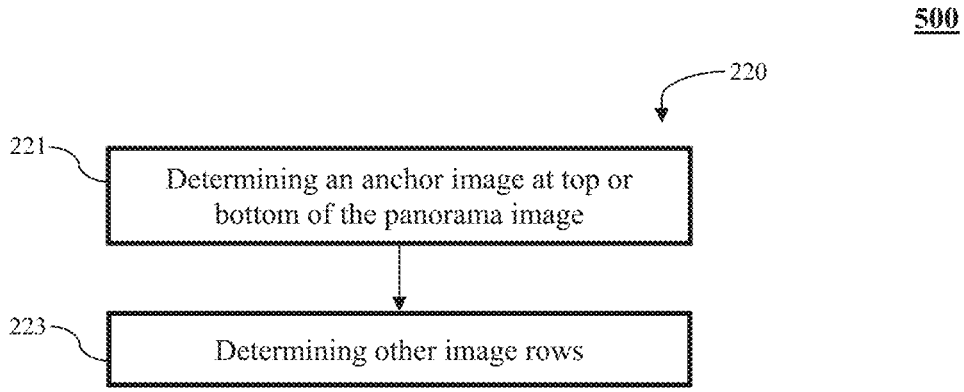 500
220
221
Determining an anchor image at top or
bottom of the panorama image
223
Determining other image rows